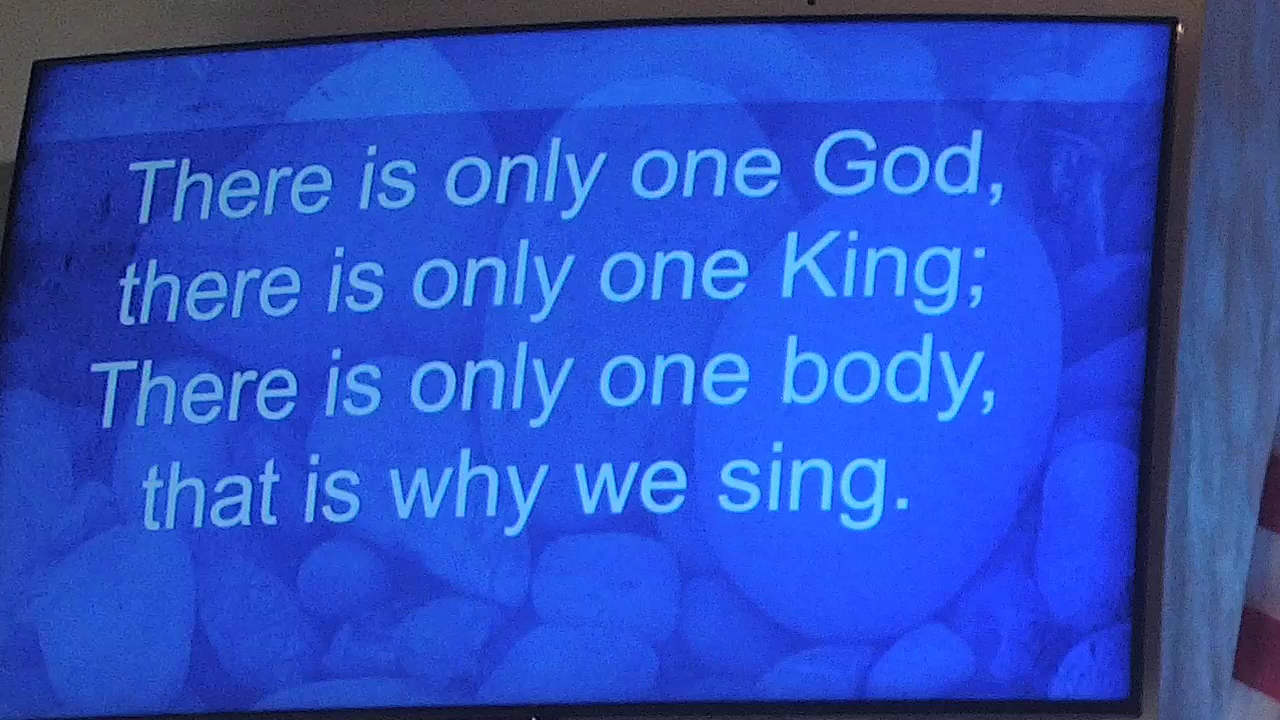 There is only one God,
there is only one King;
There is only one body,
that is why we sing.